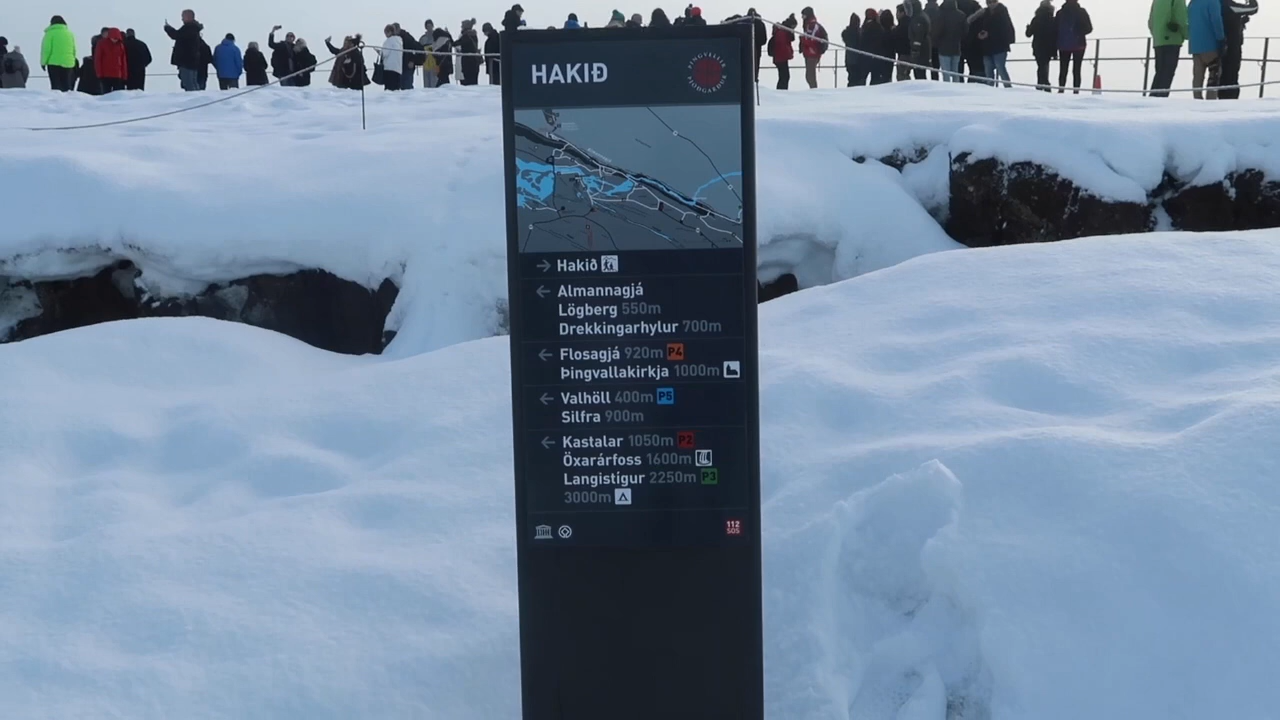 HAKIÐ
Hakið
Almannagjá
Lögberg 550m
Drekkingarhylur 700m
Flosagjá 920m P4
Þingvallakirkja 1000m
Valhöll 400m P5
Silfra 900m
Kastalar 1050m P2
Öxarárfoss 1600m
Langistígur 2250m P3
3000m
112
SOS